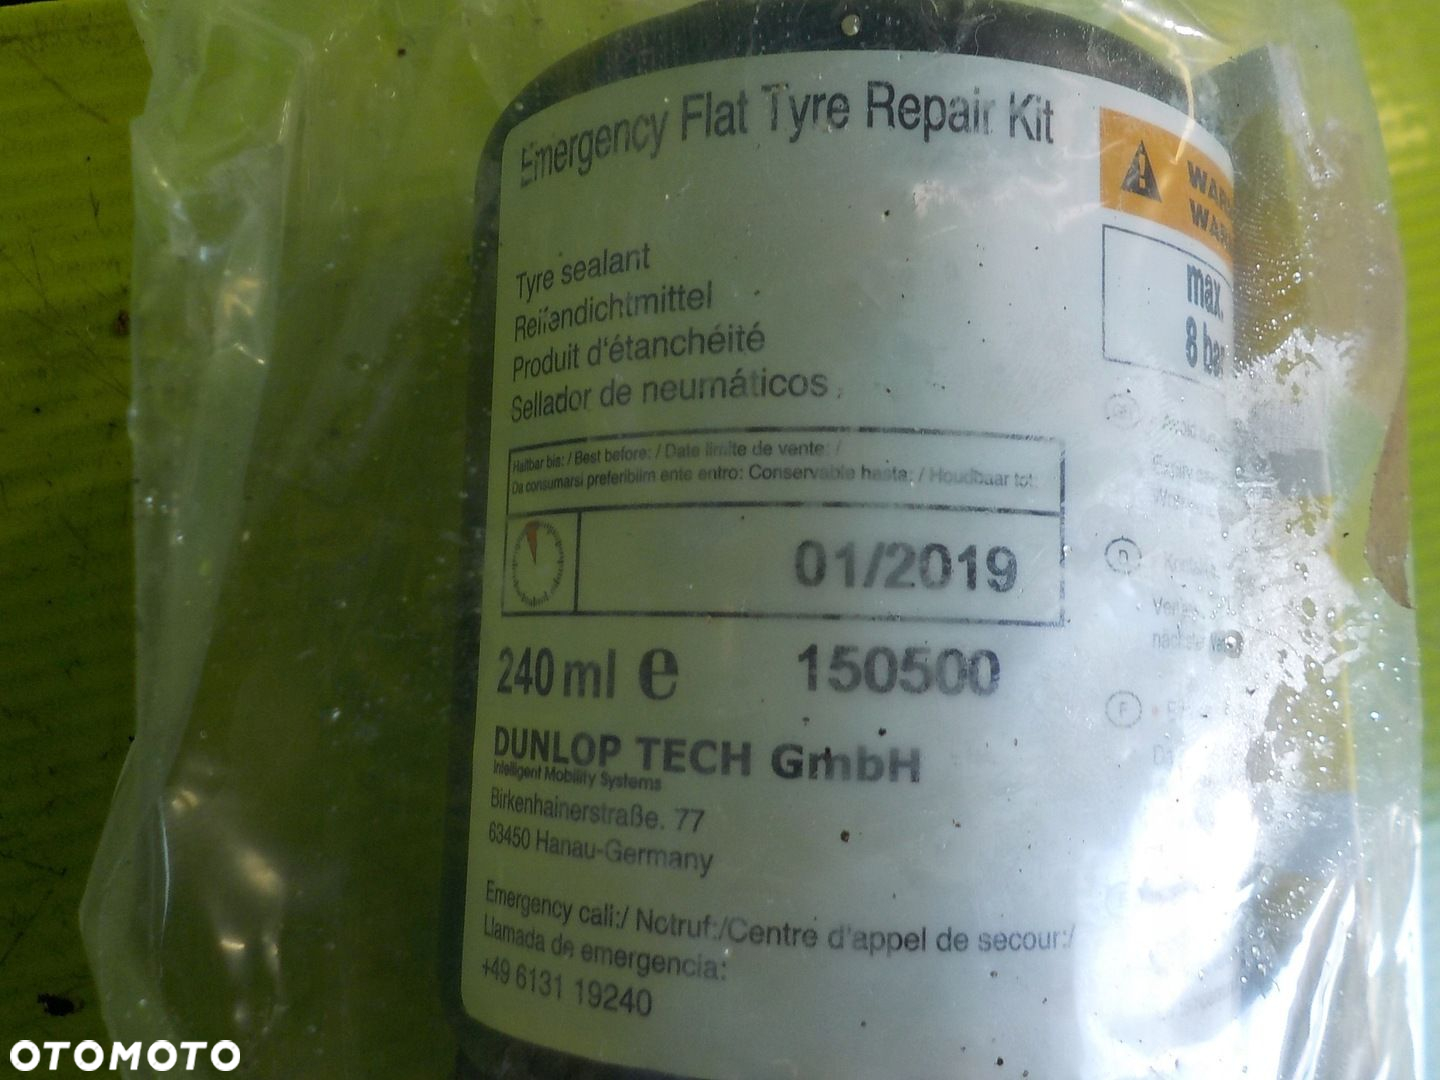 Emergency Flat Tyre Repair Kit
Tyre sealant
Reifendichtmittel
Produit d'étanchéité
Sellador de neumáticos
Haltbar bis: / Best before: / Date limite de vente: /
Da consumarsi preferibilmente entro: Conservable hasta: / Houdbaar tot:
01/2019
240 ml e 150500
DUNLOP TECH GmbH
Intelligent Mobility Systems
Birkenhainerstraße. 77
63450 Hanau-Germany
Emergency call:/ Notruf:/Centre d'appel de secour:/
Llamada de emergencia:
+49 6131 19240
max.
8 bar
D
F
OTOMOTO